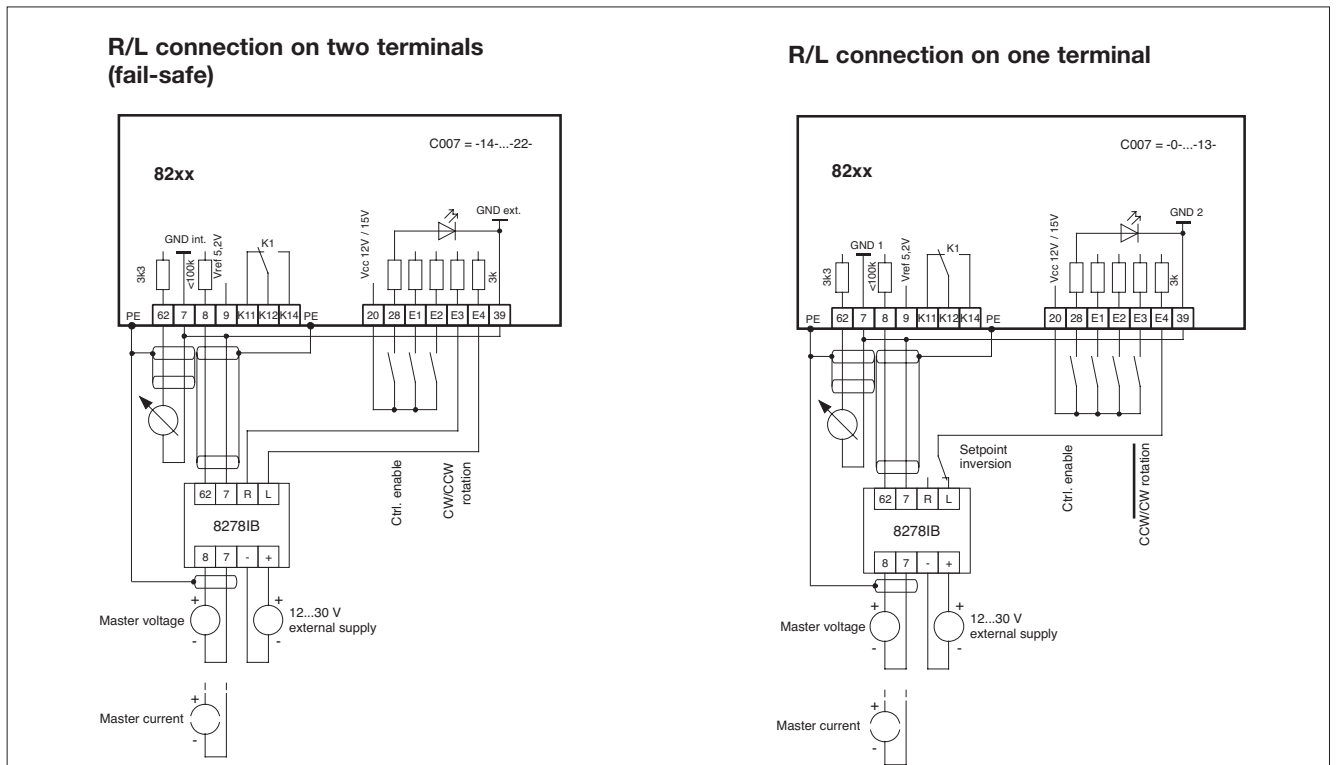 R/L connection on two terminals
(fail-safe)
C007 = -14-...-22-
82xx
GND ext.
GND int.
K1
3k3
<100k
Vref 5,2V
Vcc 12V / 15V
3k
PE
62 7 8 9 K11 K12 K14
PE
20 28 E1 E2 E3 E4 39
Ctrl. enable
CW/CCW
rotation
62 7 R L
8278IB
8 7 - +
+
-
Master voltage
+
-
12...30 V
external supply
+
-
Master current
R/L connection on one terminal
C007 = -0-...-13-
82xx
GND 2
GND 1
K1
3k3
<100k
Vref 5,2V
Vcc 12V / 15V
3k
PE
62 7 8 9 K11 K12 K14
PE
20 28 E1 E2 E3 E4 39
Setpoint
inversion
Ctrl. enable
CCW/CW rotation
62 7 R L
8278IB
8 7 - +
+
-
Master voltage
+
-
12...30 V
external supply
+
-
Master current